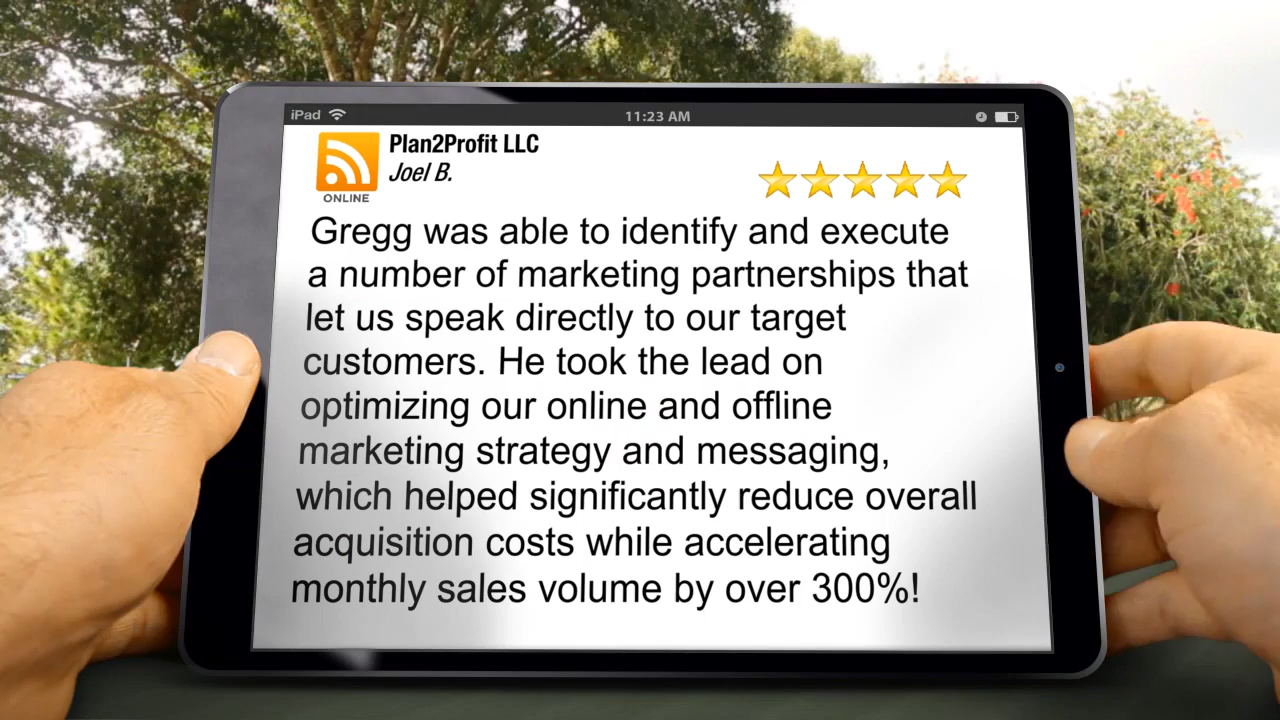 iPad 11:23 AM
Plan2Profit LLC
Joel B.
ONLINE
Gregg was able to identify and execute
a number of marketing partnerships that
let us speak directly to our target
customers. He took the lead on
optimizing our online and offline
marketing strategy and messaging,
which helped significantly reduce overall
acquisition costs while accelerating
monthly sales volume by over 300%!